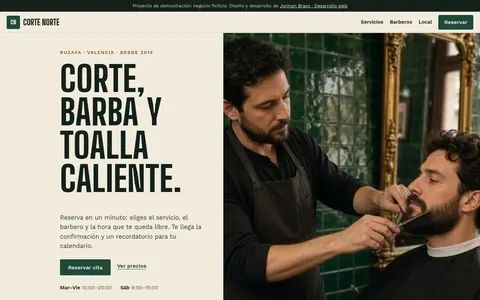 Proyecto de demostración: negocio ficticio. Diseño y desarrollo de Jorman Bravo · Desarrollo web
CN CORTE NORTE
Servicios Barberos Local Reservar
RUZAFA · VALENCIA · DESDE 2014
CORTE,
BARBA Y
TOALLA
CALIENTE.
Reserva en un minuto: eliges el servicio, el
barbero y la hora que te queda libre. Te llega la
confirmación y un recordatorio para tu
calendario.
Reservar cita Ver precios
Mar–Vie 10:00–20:00 Sáb 9:00–15:00